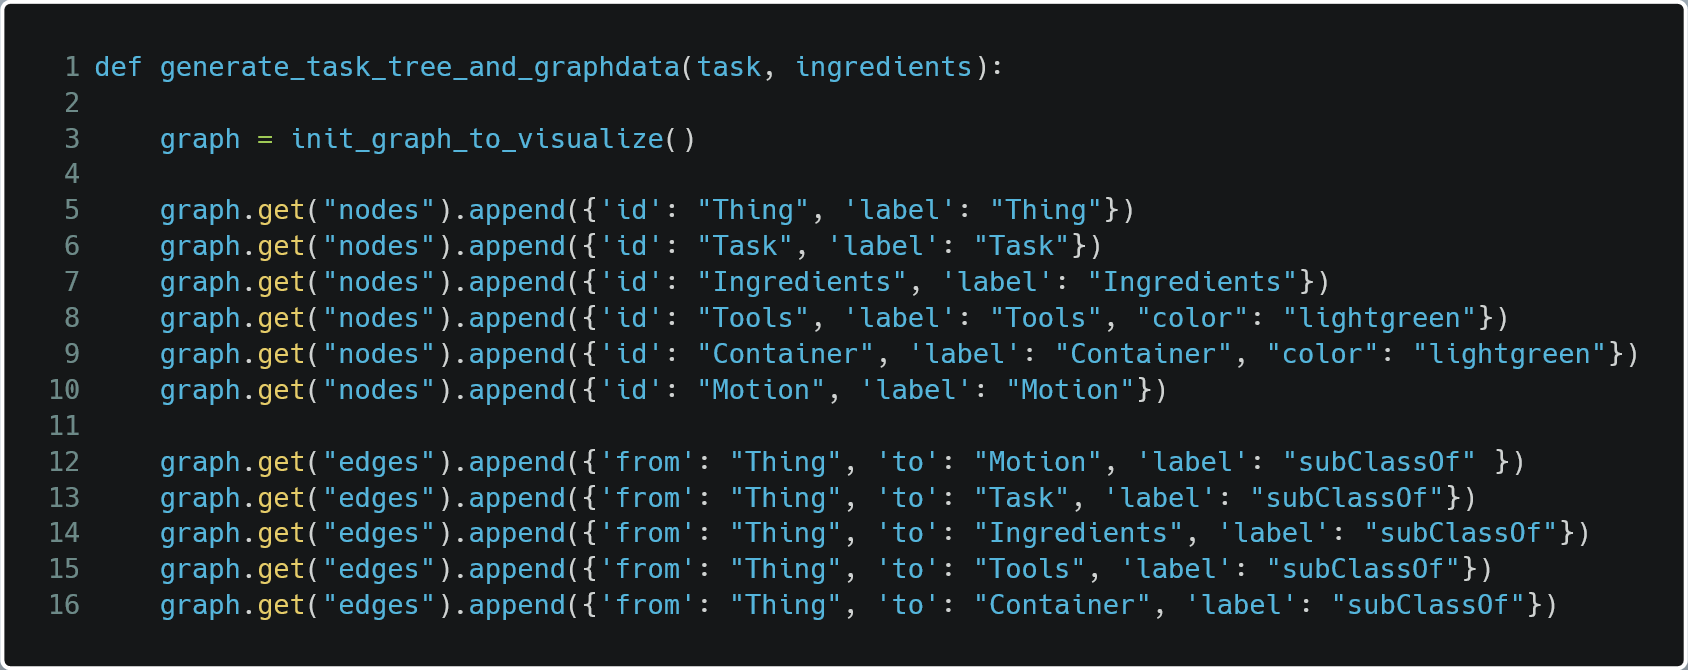 1 def generate_task_tree_and_graphdata(task, ingredients):
2
3     graph = init_graph_to_visualize()
4
5     graph.get("nodes").append({'id': "Thing", 'label': "Thing"})
6     graph.get("nodes").append({'id': "Task", 'label': "Task"})
7     graph.get("nodes").append({'id': "Ingredients", 'label': "Ingredients"})
8     graph.get("nodes").append({'id': "Tools", 'label': "Tools", "color": "lightgreen"})
9     graph.get("nodes").append({'id': "Container", 'label': "Container", "color": "lightgreen"})
10     graph.get("nodes").append({'id': "Motion", 'label': "Motion"})
11
12     graph.get("edges").append({'from': "Thing", 'to': "Motion", 'label': "subClassOf" })
13     graph.get("edges").append({'from': "Thing", 'to': "Task", 'label': "subClassOf"})
14     graph.get("edges").append({'from': "Thing", 'to': "Ingredients", 'label': "subClassOf"})
15     graph.get("edges").append({'from': "Thing", 'to': "Tools", 'label': "subClassOf"})
16     graph.get("edges").append({'from': "Thing", 'to': "Container", 'label': "subClassOf"})